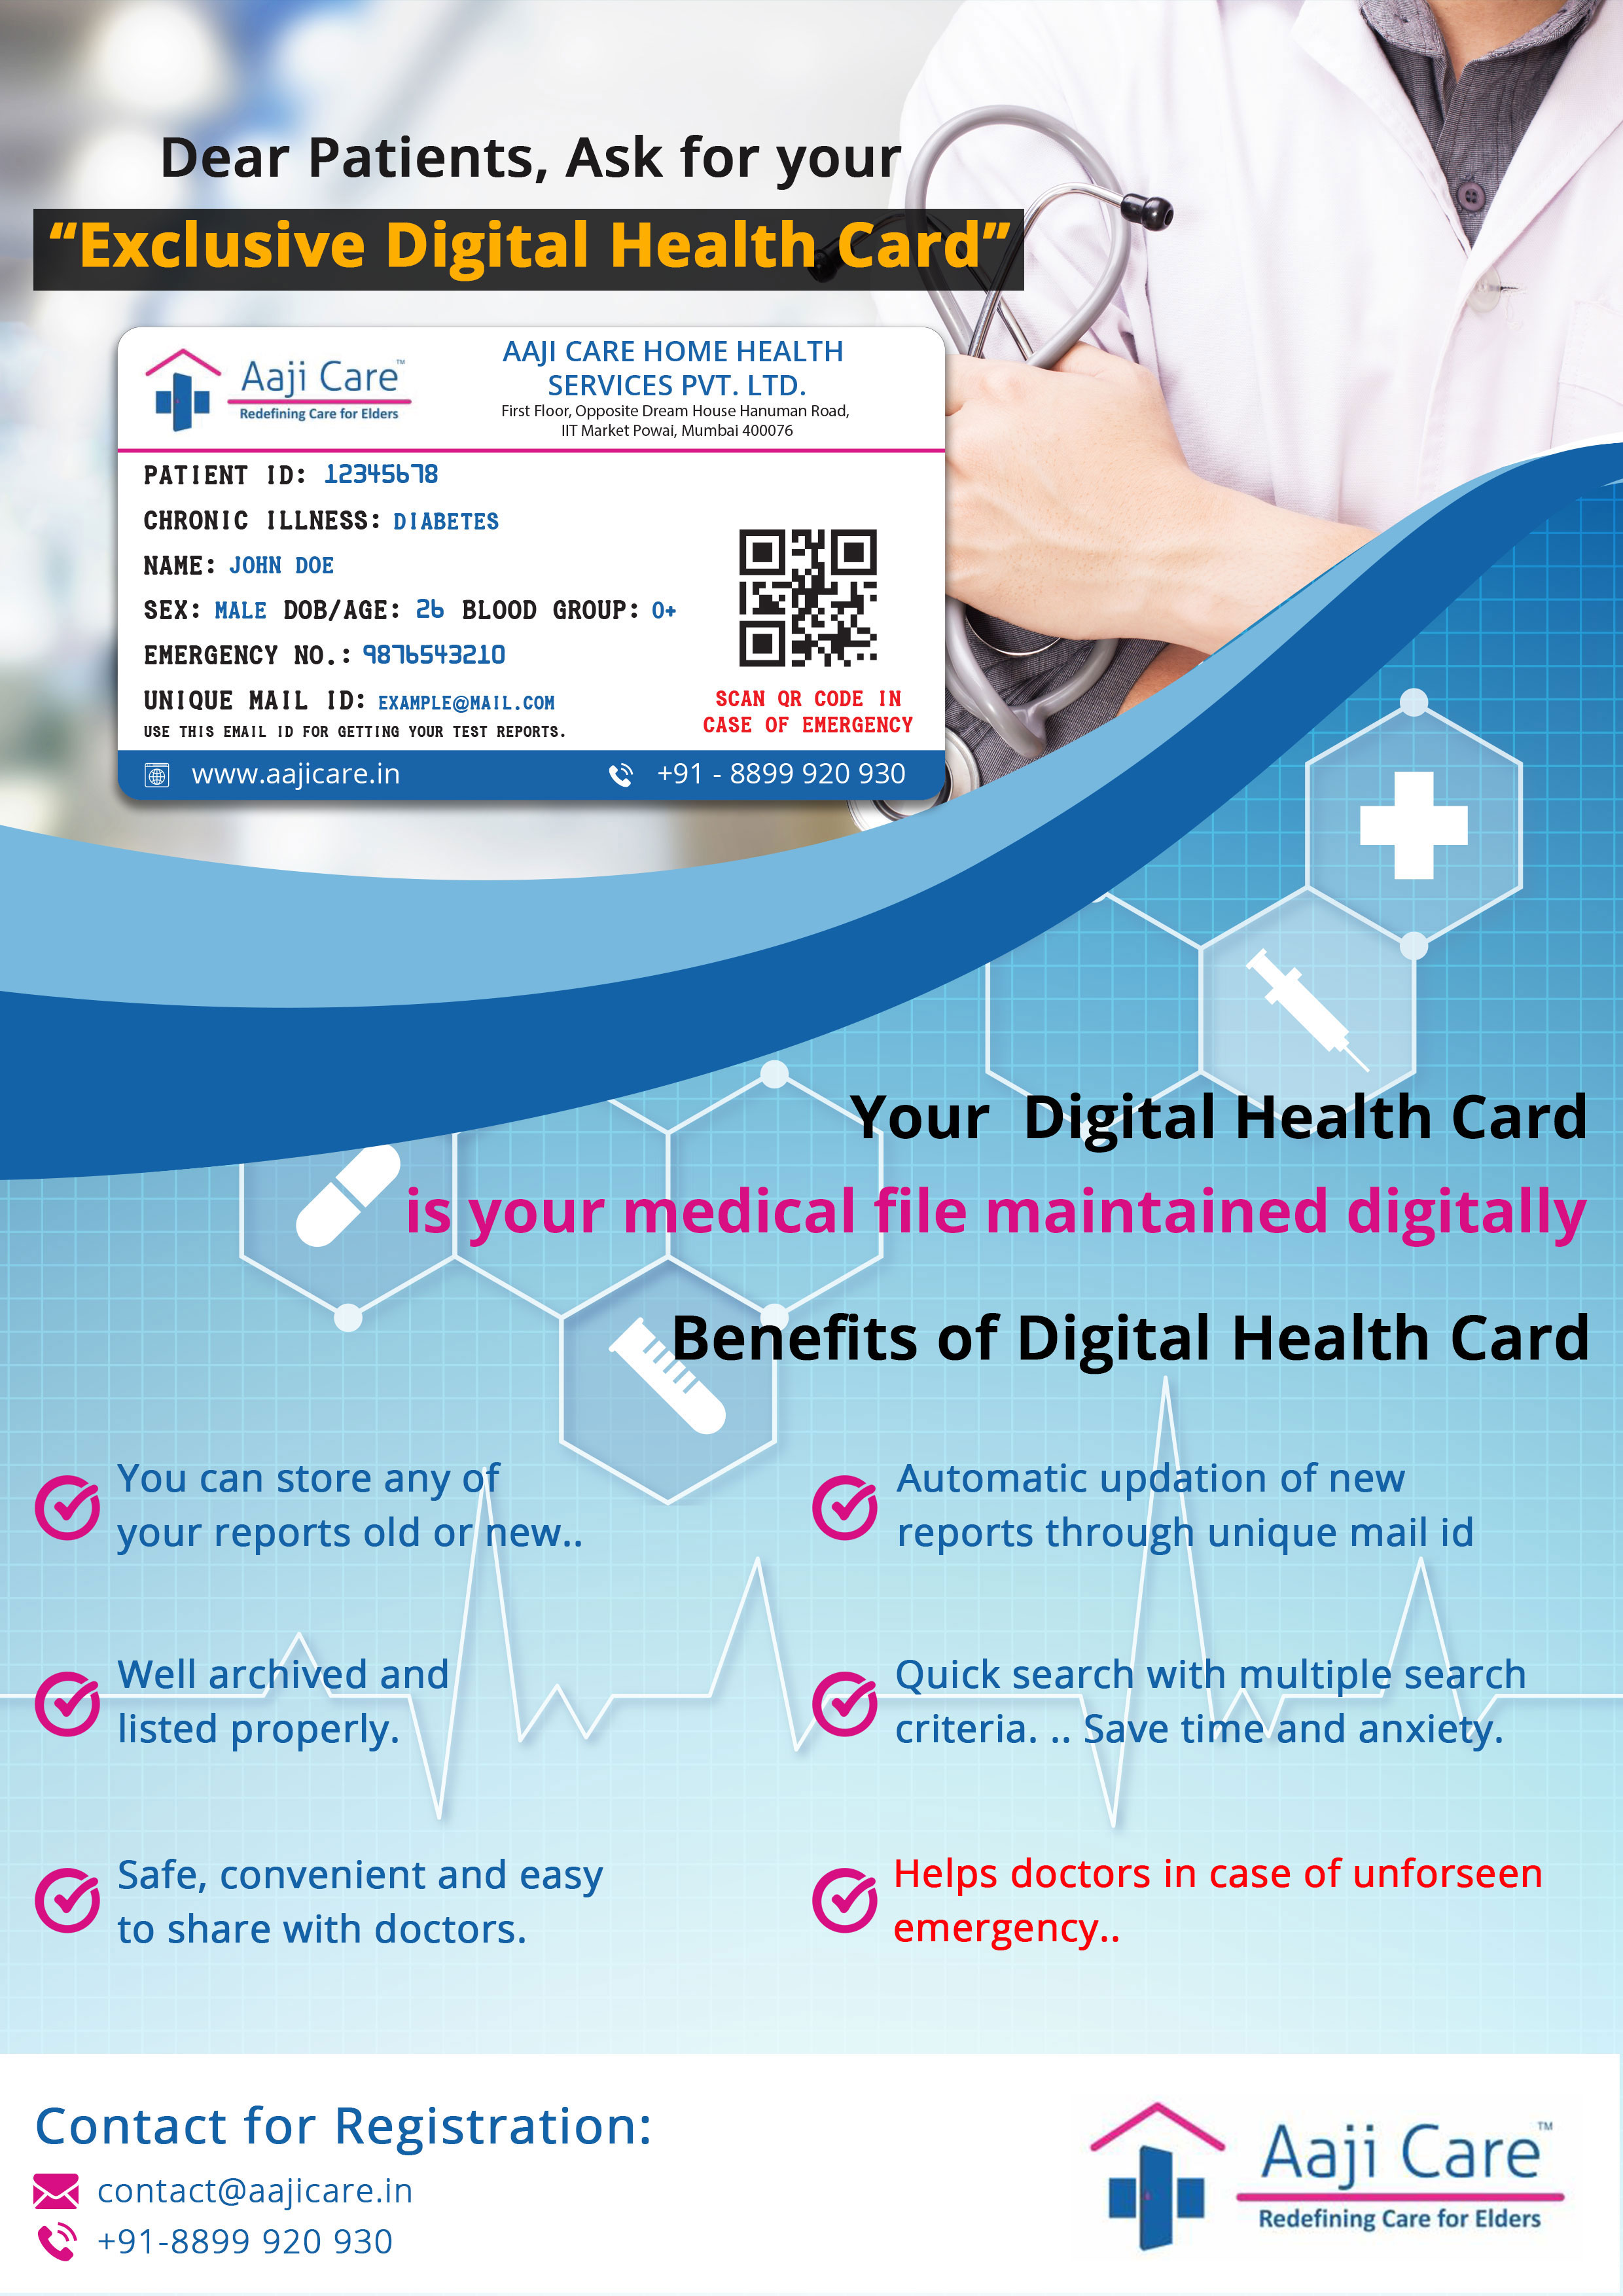 Dear Patients, Ask for your
“Exclusive Digital Health Card”
Aaji Care™
Redefining Care for Elders
AAJI CARE HOME HEALTH
SERVICES PVT. LTD.
First Floor, Opposite Dream House Hanuman Road,
IIT Market Powai, Mumbai 400076
PATIENT ID: 12345678
CHRONIC ILLNESS: DIABETES
NAME: JOHN DOE
SEX: MALE DOB/AGE: 26 BLOOD GROUP: O+
EMERGENCY NO.: 9876543210
UNIQUE MAIL ID: EXAMPLE@MAIL.COM
USE THIS EMAIL ID FOR GETTING YOUR TEST REPORTS.
SCAN QR CODE IN
CASE OF EMERGENCY
www.aajicare.in
+91 - 8899 920 930
Your Digital Health Card
is your medical file maintained digitally
Benefits of Digital Health Card
You can store any of
your reports old or new..
Automatic updation of new
reports through unique mail id
Well archived and
listed properly.
Quick search with multiple search
criteria. .. Save time and anxiety.
Safe, convenient and easy
to share with doctors.
Helps doctors in case of unforseen
emergency..
Contact for Registration:
contact@aajicare.in
+91-8899 920 930
Aaji Care™
Redefining Care for Elders